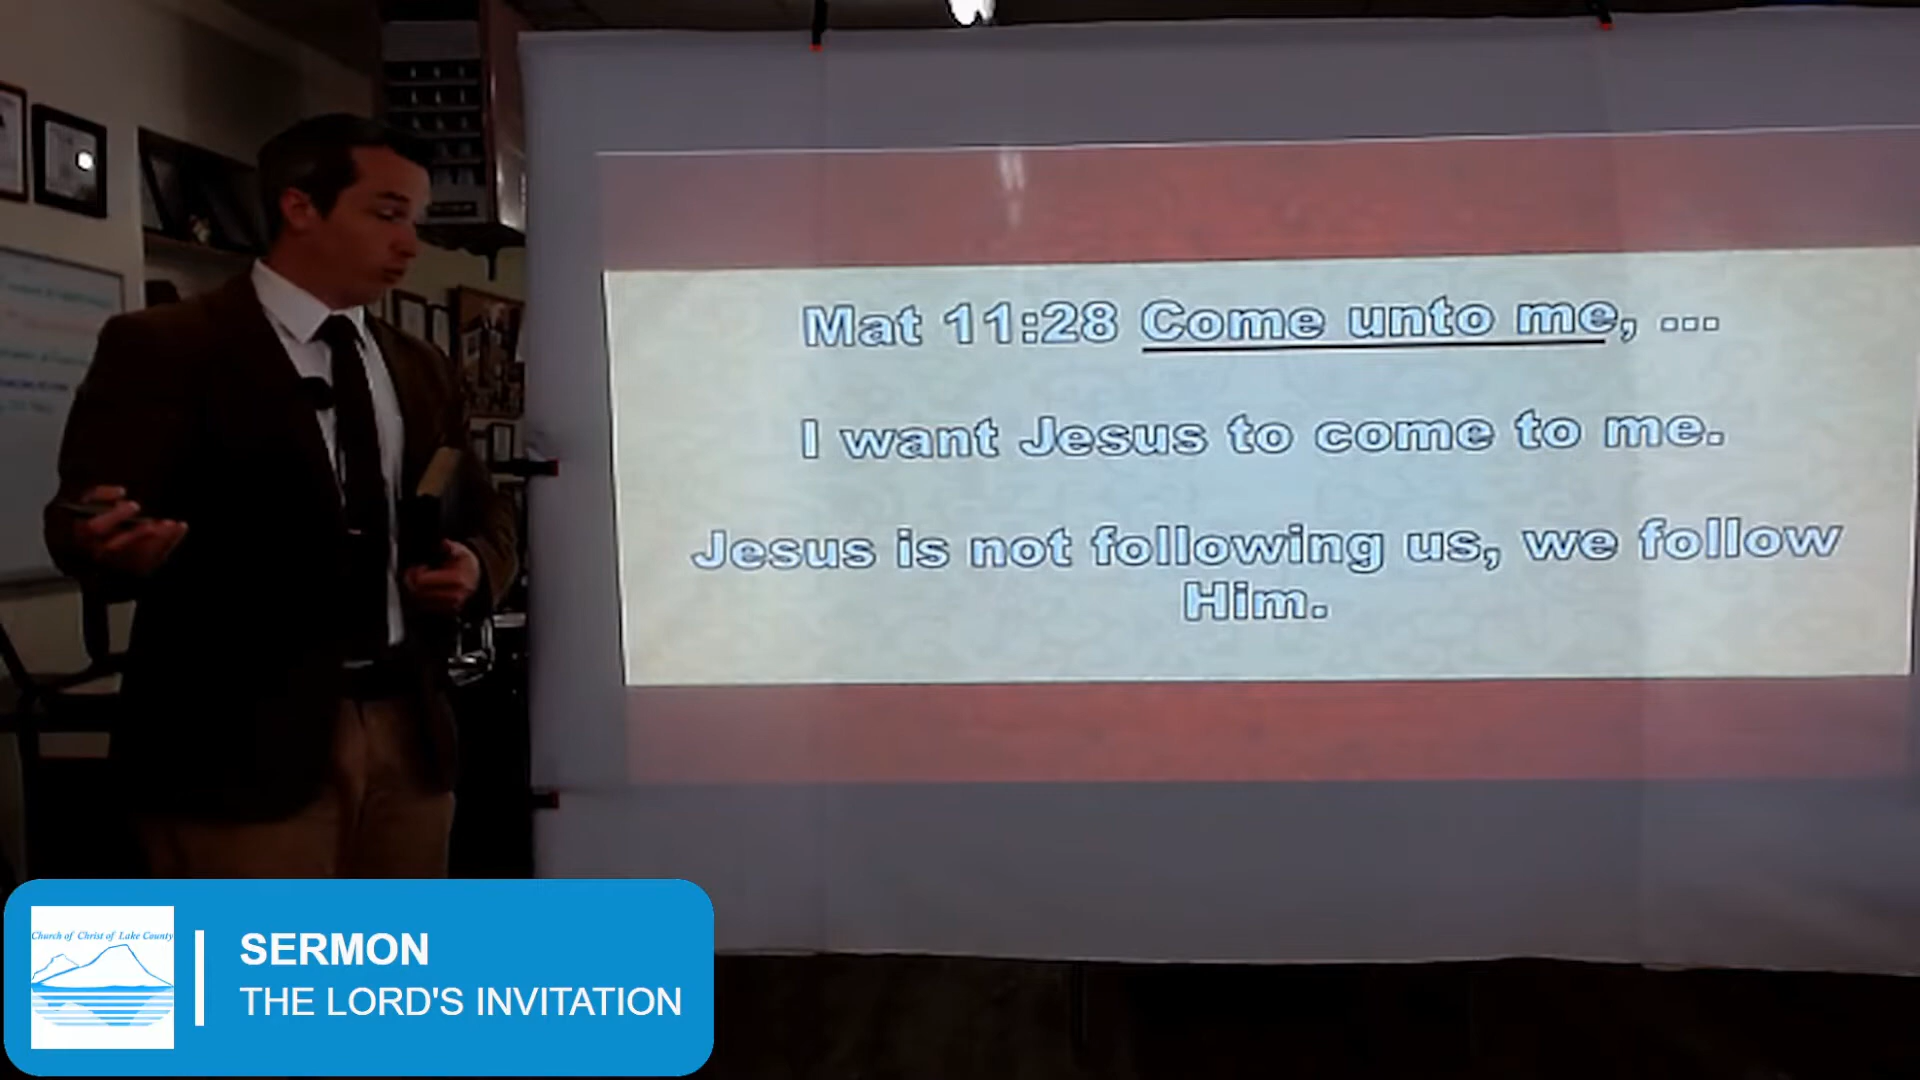 Mat 11:28 Come unto me, ...
I want Jesus to come to me.
Jesus is not following us, we follow
Him.
Church of Christ of Lake County
SERMON
THE LORD'S INVITATION